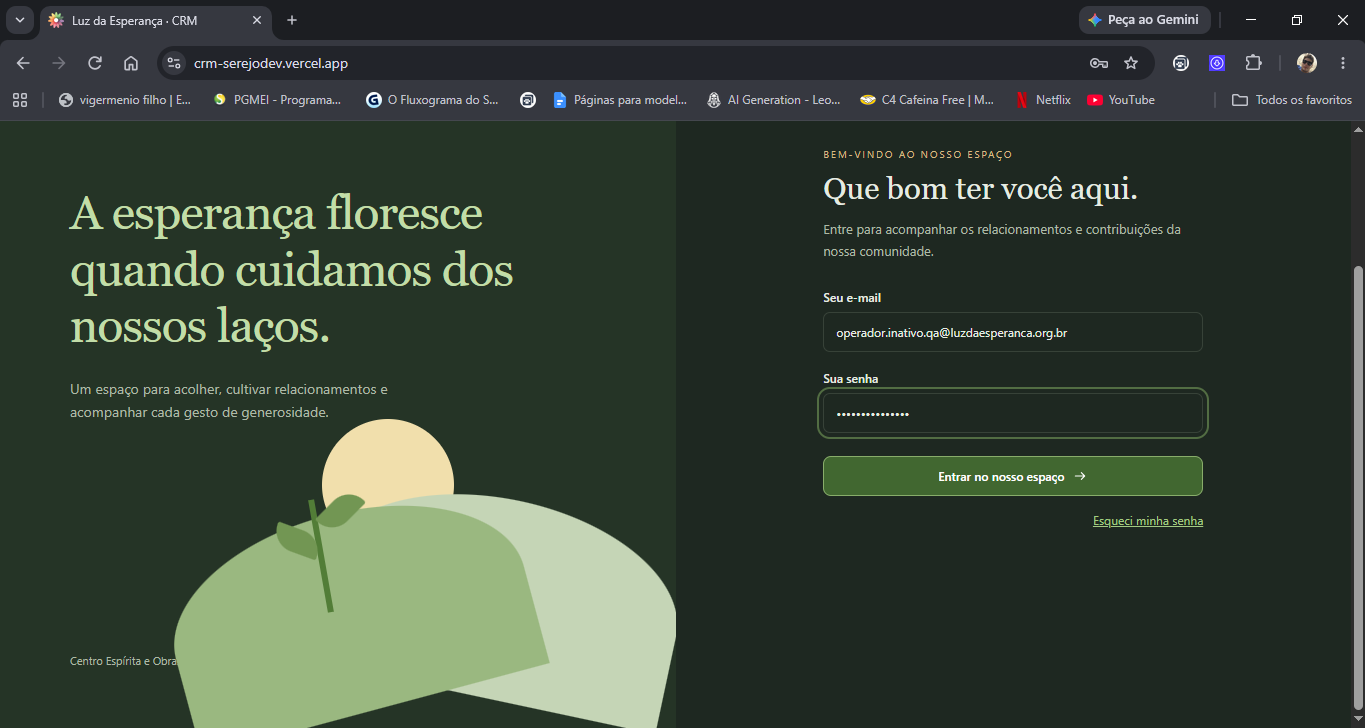 Luz da Esperança · CRM
Peça ao Gemini
crm-serejodev.vercel.app
vigermenio filho | E...
PGMEI - Programa...
O Fluxograma do S...
Páginas para model...
AI Generation - Leo...
C4 Cafeina Free | M...
Netflix
YouTube
Todos os favoritos
A esperança floresce
quando cuidamos dos
nossos laços.
Um espaço para acolher, cultivar relacionamentos e
acompanhar cada gesto de generosidade.
Centro Espírita e Obra
BEM-VINDO AO NOSSO ESPAÇO
Que bom ter você aqui.
Entre para acompanhar os relacionamentos e contribuições da
nossa comunidade.
Seu e-mail
operador.inativo.qa@luzdaesperanca.org.br
Sua senha
•••••••••••••••
Entrar no nosso espaço →
Esqueci minha senha